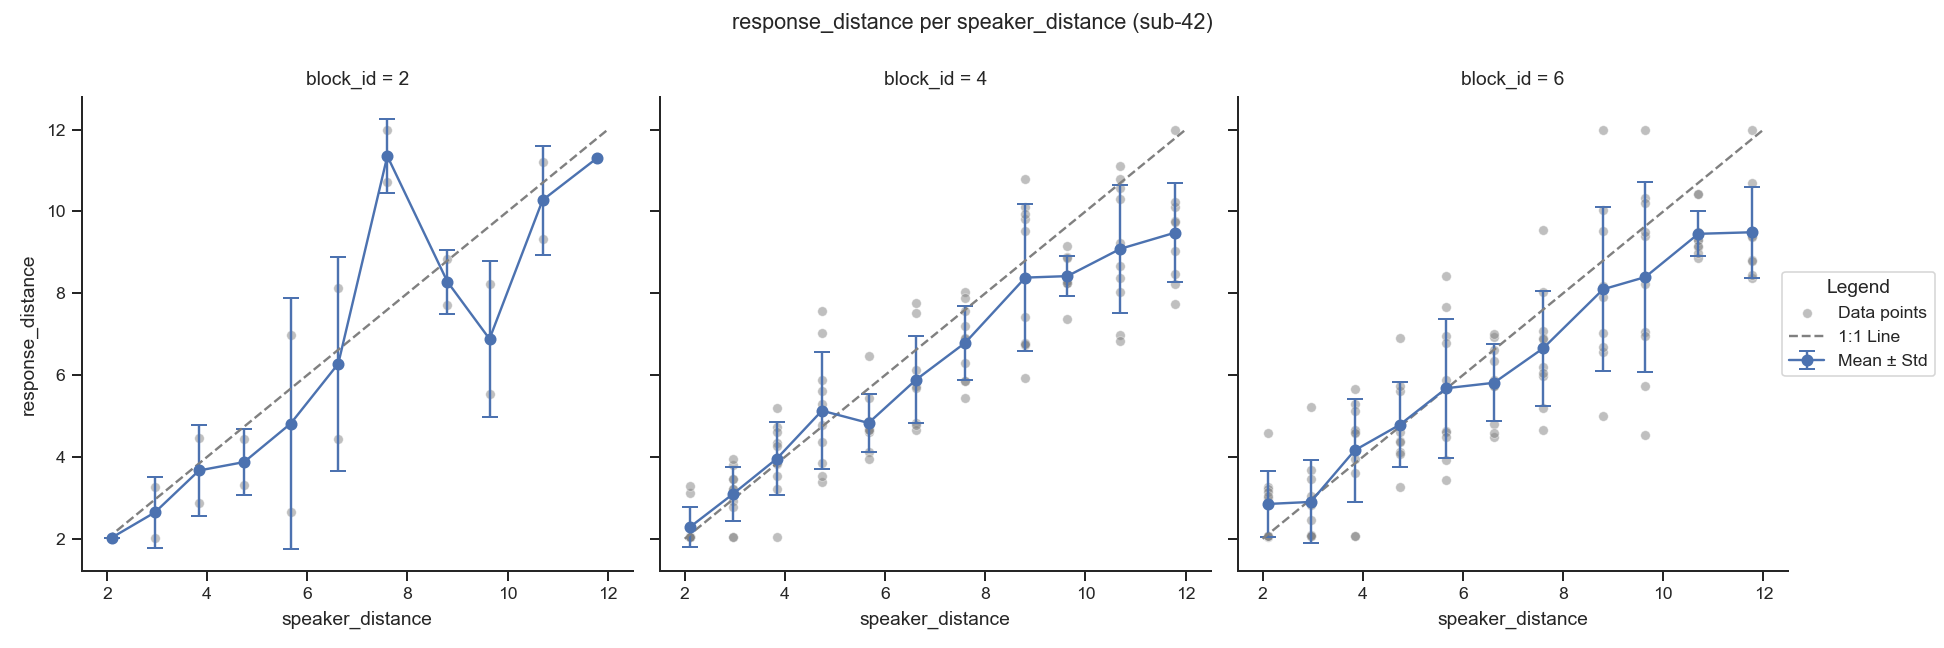 response_distance per speaker_distance (sub-42)
block_id = 2
block_id = 4
block_id = 6
response_distance
12
10
8
6
4
2
2 4 6 8 10 12
2 4 6 8 10 12
2 4 6 8 10 12
speaker_distance
speaker_distance
speaker_distance
Legend
Data points
1:1 Line
Mean ± Std